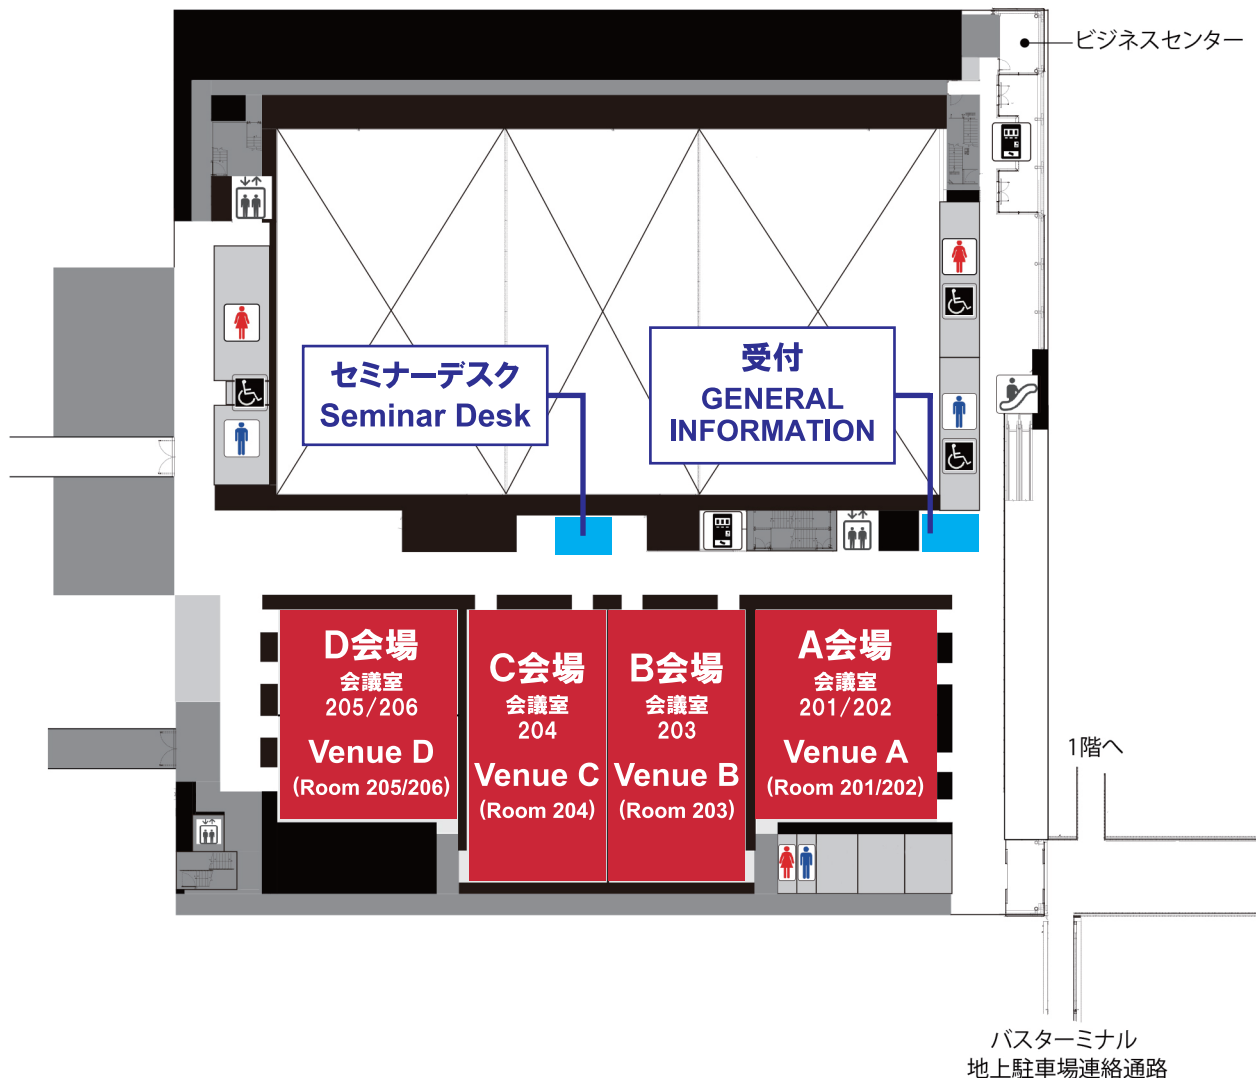 ビジネスセンター
セミナーデスク
Seminar Desk
受付
GENERAL
INFORMATION
D会場
会議室
205/206
Venue D
(Room 205/206)
C会場
会議室
204
Venue C
(Room 204)
B会場
会議室
203
Venue B
(Room 203)
A会場
会議室
201/202
Venue A
(Room 201/202)
1階へ
バスターミナル
地上駐車場連絡通路